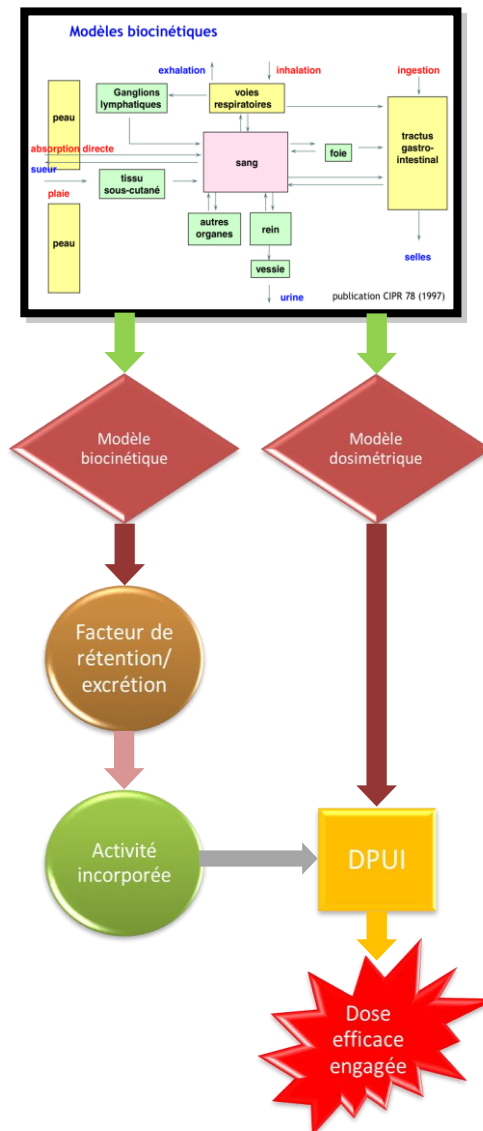 Modèles biocinétiques
exhalation
inhalation
ingestion
Ganglions
lymphatiques
voies
respiratoires
peau
absorption directe
sueur
plaie
tissu
sous-cutané
sang
foie
tractus
gastro-
intestinal
peau
autres
organes
rein
vessie
selles
urine
publication CIPR 78 (1997)
Modèle
biocinétique
Modèle
dosimétrique
Facteur de
rétention/
excrétion
Activité
incorporée
DPUI
Dose
efficace
engagée